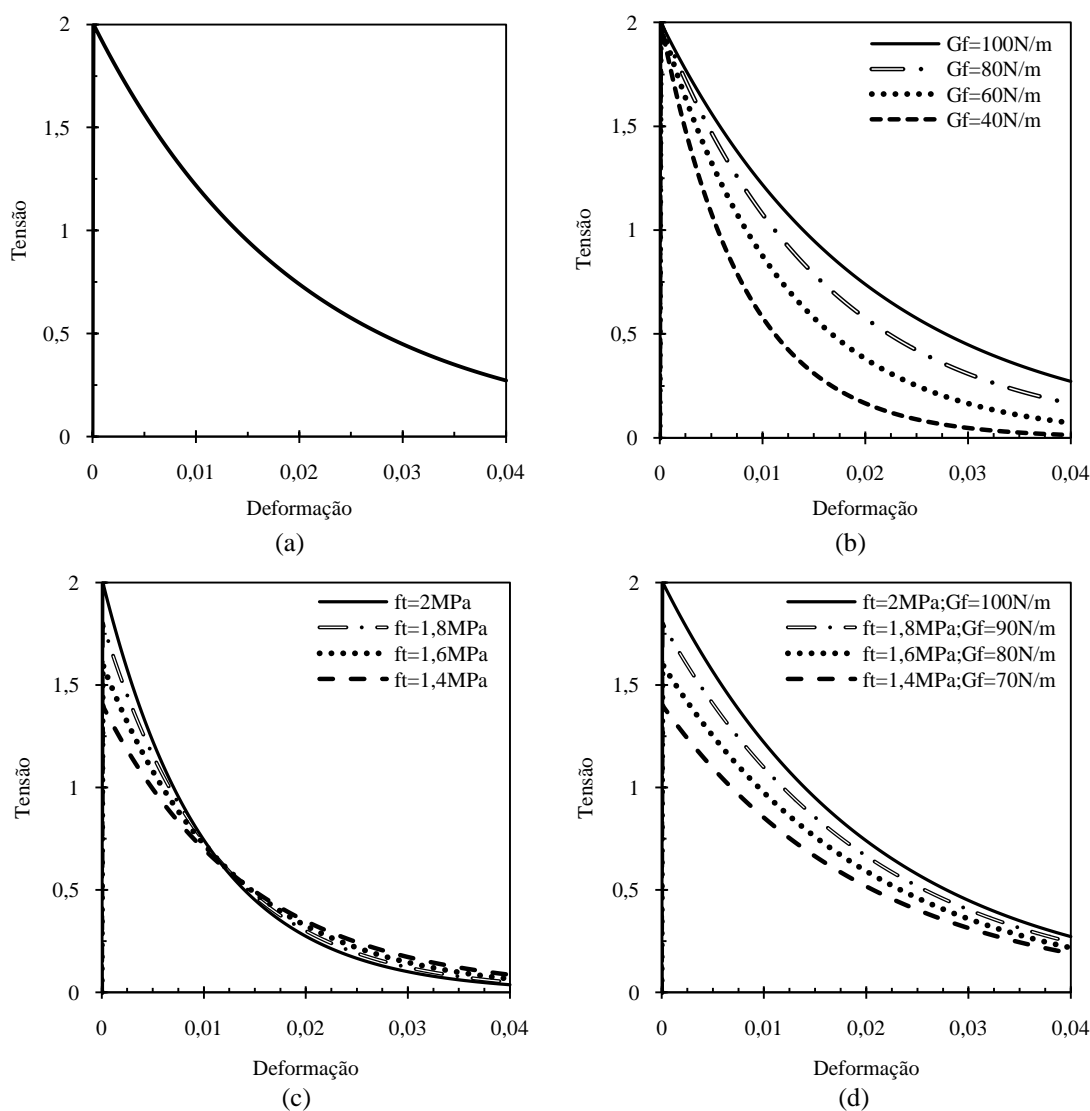 2
1,5
1
0,5
0
Tensão
0
0,01
0,02
0,03
0,04
Deformação
(a)
2
1,5
1
0,5
0
Tensão
Gf=100N/m
Gf=80N/m
Gf=60N/m
Gf=40N/m
0
0,01
0,02
0,03
0,04
Deformação
(b)
2
1,5
1
0,5
0
Tensão
ft=2MPa
ft=1,8MPa
ft=1,6MPa
ft=1,4MPa
0
0,01
0,02
0,03
0,04
Deformação
(c)
2
1,5
1
0,5
0
Tensão
ft=2MPa;Gf=100N/m
ft=1,8MPa;Gf=90N/m
ft=1,6MPa;Gf=80N/m
ft=1,4MPa;Gf=70N/m
0
0,01
0,02
0,03
0,04
Deformação
(d)